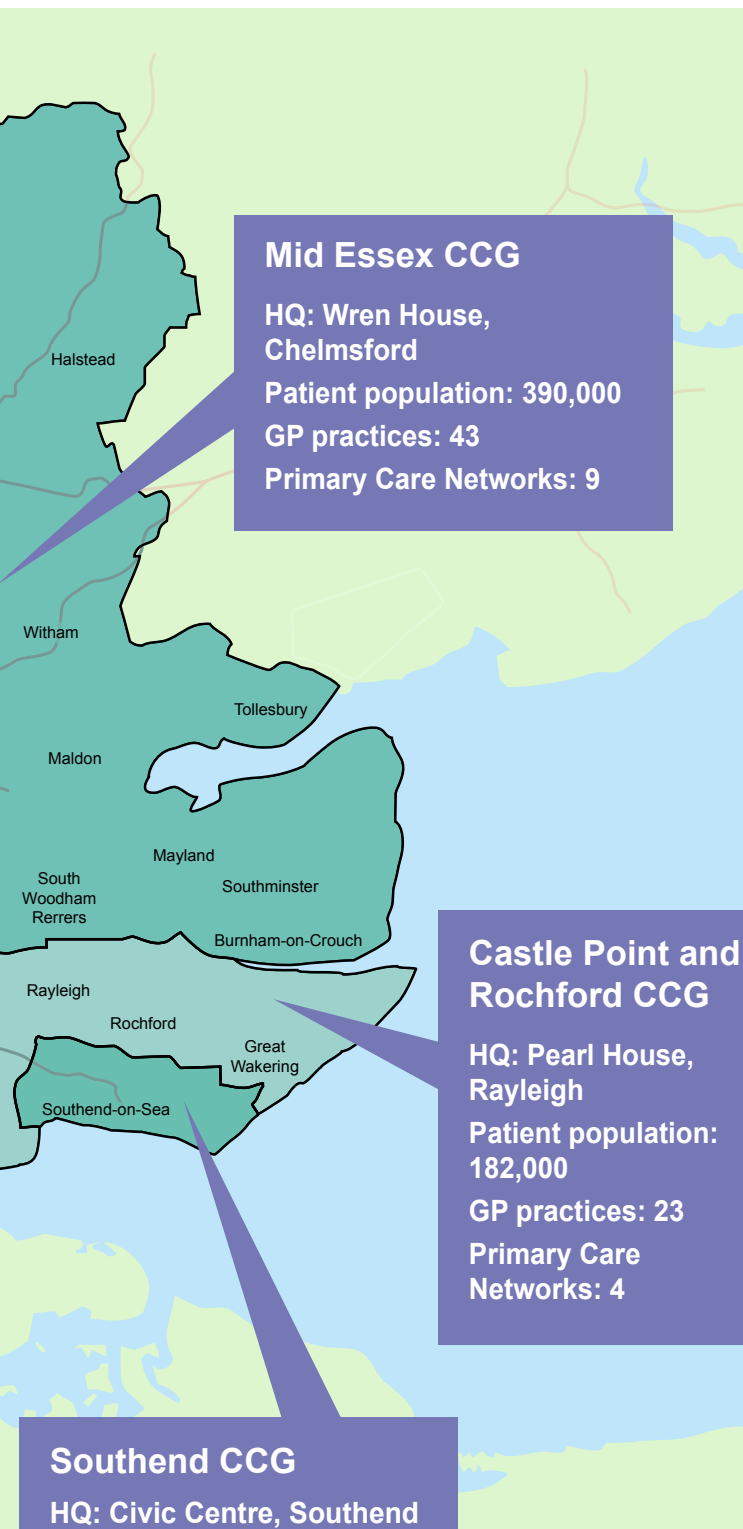 Mid Essex CCG
HQ: Wren House,
Chelmsford
Patient population: 390,000
GP practices: 43
Primary Care Networks: 9
Halstead
Witham
Tollesbury
Maldon
Mayland
South
Woodham
Rerrers
Southminster
Burnham-on-Crouch
Castle Point and
Rochford CCG
HQ: Pearl House,
Rayleigh
Patient population:
182,000
GP practices: 23
Primary Care
Networks: 4
Rayleigh
Rochford
Great
Wakering
Southend-on-Sea
Southend CCG
HQ: Civic Centre, Southend